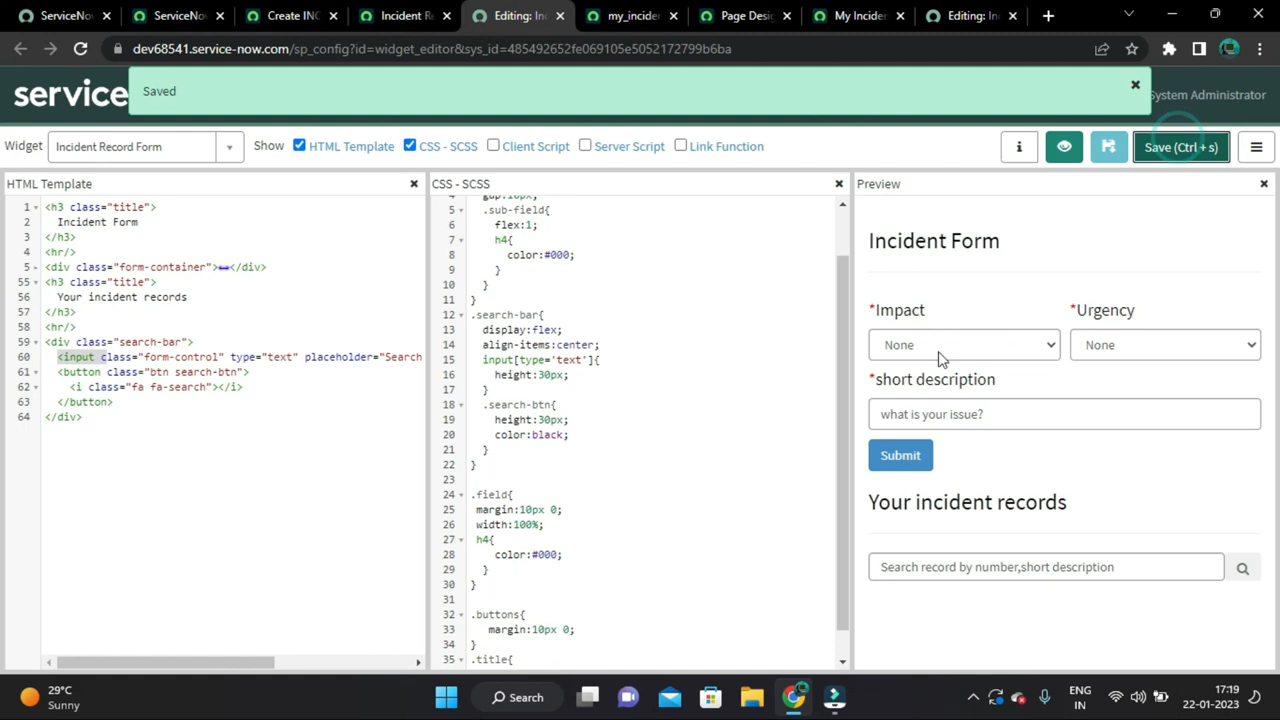 ServiceNov
ServiceNov
Create INC
Incident Re
Editing: Inc
my_inciden
Page Desig
My Inciden
Editing: Inc
dev68541.service-now.com/sp_config?id=widget_editor&sys_id=485492652fe069105e5052172799b6ba
service
Saved
System Administrator
Widget
Incident Record Form
Show
HTML Template
CSS - SCSS
Client Script
Server Script
Link Function
Save (Ctrl + s)
HTML Template
1 <h3 class="title">
2 Incident Form
3 </h3>
4 <hr/>
5 <div class="form-container"></div>
55 <h3 class="title">
56 Your incident records
57 </h3>
58 <hr/>
59 <div class="search-bar">
60 <input class="form-control" type="text" placeholder="Search
61 <button class="btn search-btn">
62 <i class="fa fa-search"></i>
63 </button>
64 </div>
CSS - SCSS
4 gap:10px;
5 .sub-field{
6 flex:1;
7 h4{
8 color:#000;
9 }
10 }
11 }
12 .search-bar{
13 display:flex;
14 align-items:center;
15 input[type='text']{
16 height:30px;
17 }
18 .search-btn{
19 height:30px;
20 color:black;
21 }
22 }
23
24 .field{
25 margin:10px 0;
26 width:100%;
27 h4{
28 color:#000;
29 }
30 }
31
32 .buttons{
33 margin:10px 0;
34 }
35 .title{
Preview
Incident Form
*Impact
*Urgency
None
None
*short description
what is your issue?
Submit
Your incident records
Search record by number,short description
29°C
Sunny
Search
ENG
IN
17:19
22-01-2023